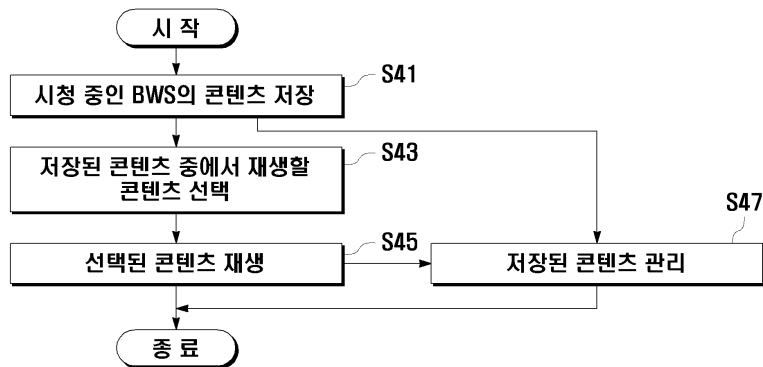 시 작
시청 중인 BWS의 콘텐츠 저장
S41
저장된 콘텐츠 중에서 재생할
콘텐츠 선택
S43
선택된 콘텐츠 재생
S45
저장된 콘텐츠 관리
S47
종 료